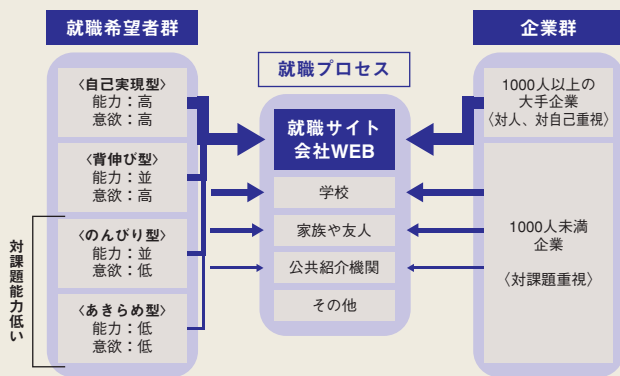 就職希望者群
企業群
就職プロセス
〈自己実現型〉
能力：高
意欲：高
〈背伸び型〉
能力：並
意欲：高
〈のんびり型〉
能力：並
意欲：低
〈あきらめ型〉
能力：低
意欲：低
対課題能力低い
就職サイト
会社WEB
学校
家族や友人
公共紹介機関
その他
1000人以上の
大手企業
〈対人、対自己重視〉
1000人未満
企業
〈対課題重視〉